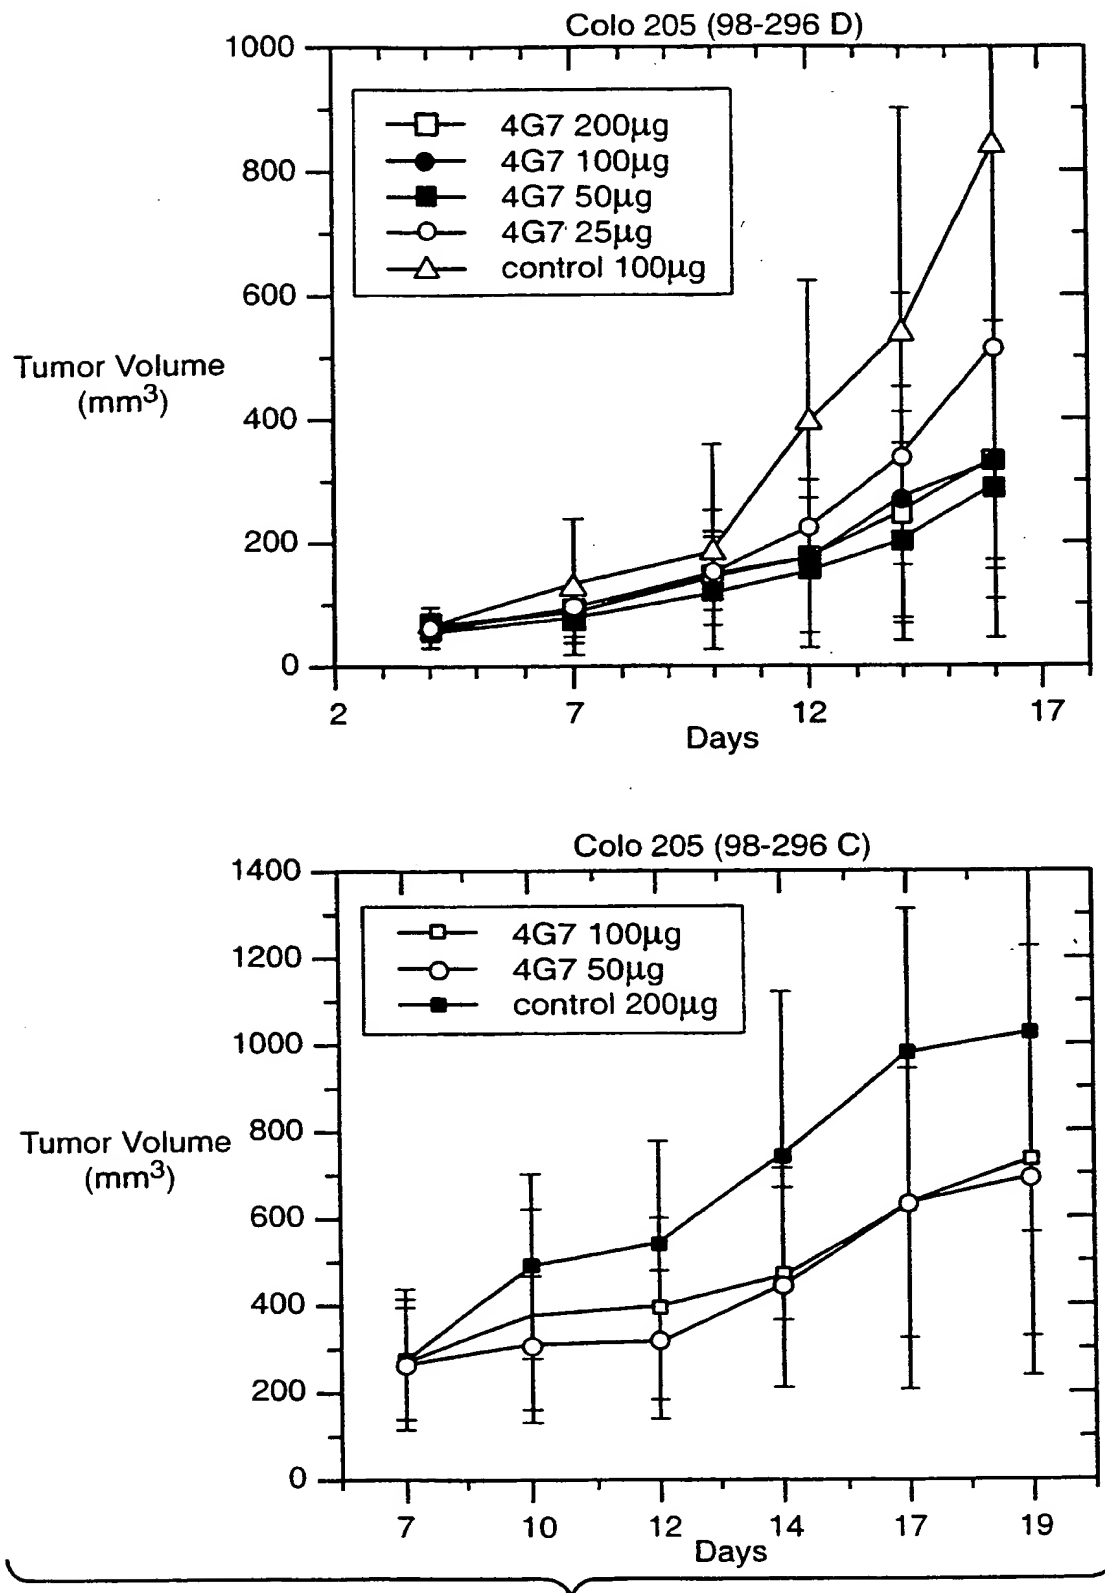 Colo 205 (98-296 D)
1000
800
600
400
200
0
Tumor Volume
(mm³)
4G7 200µg
4G7 100µg
4G7 50µg
4G7 25µg
control 100µg
2 7 12 17
Days
Colo 205 (98-296 C)
1400
1200
1000
800
600
400
200
0
Tumor Volume
(mm³)
4G7 100µg
4G7 50µg
control 200µg
7 10 12 14 17 19
Days